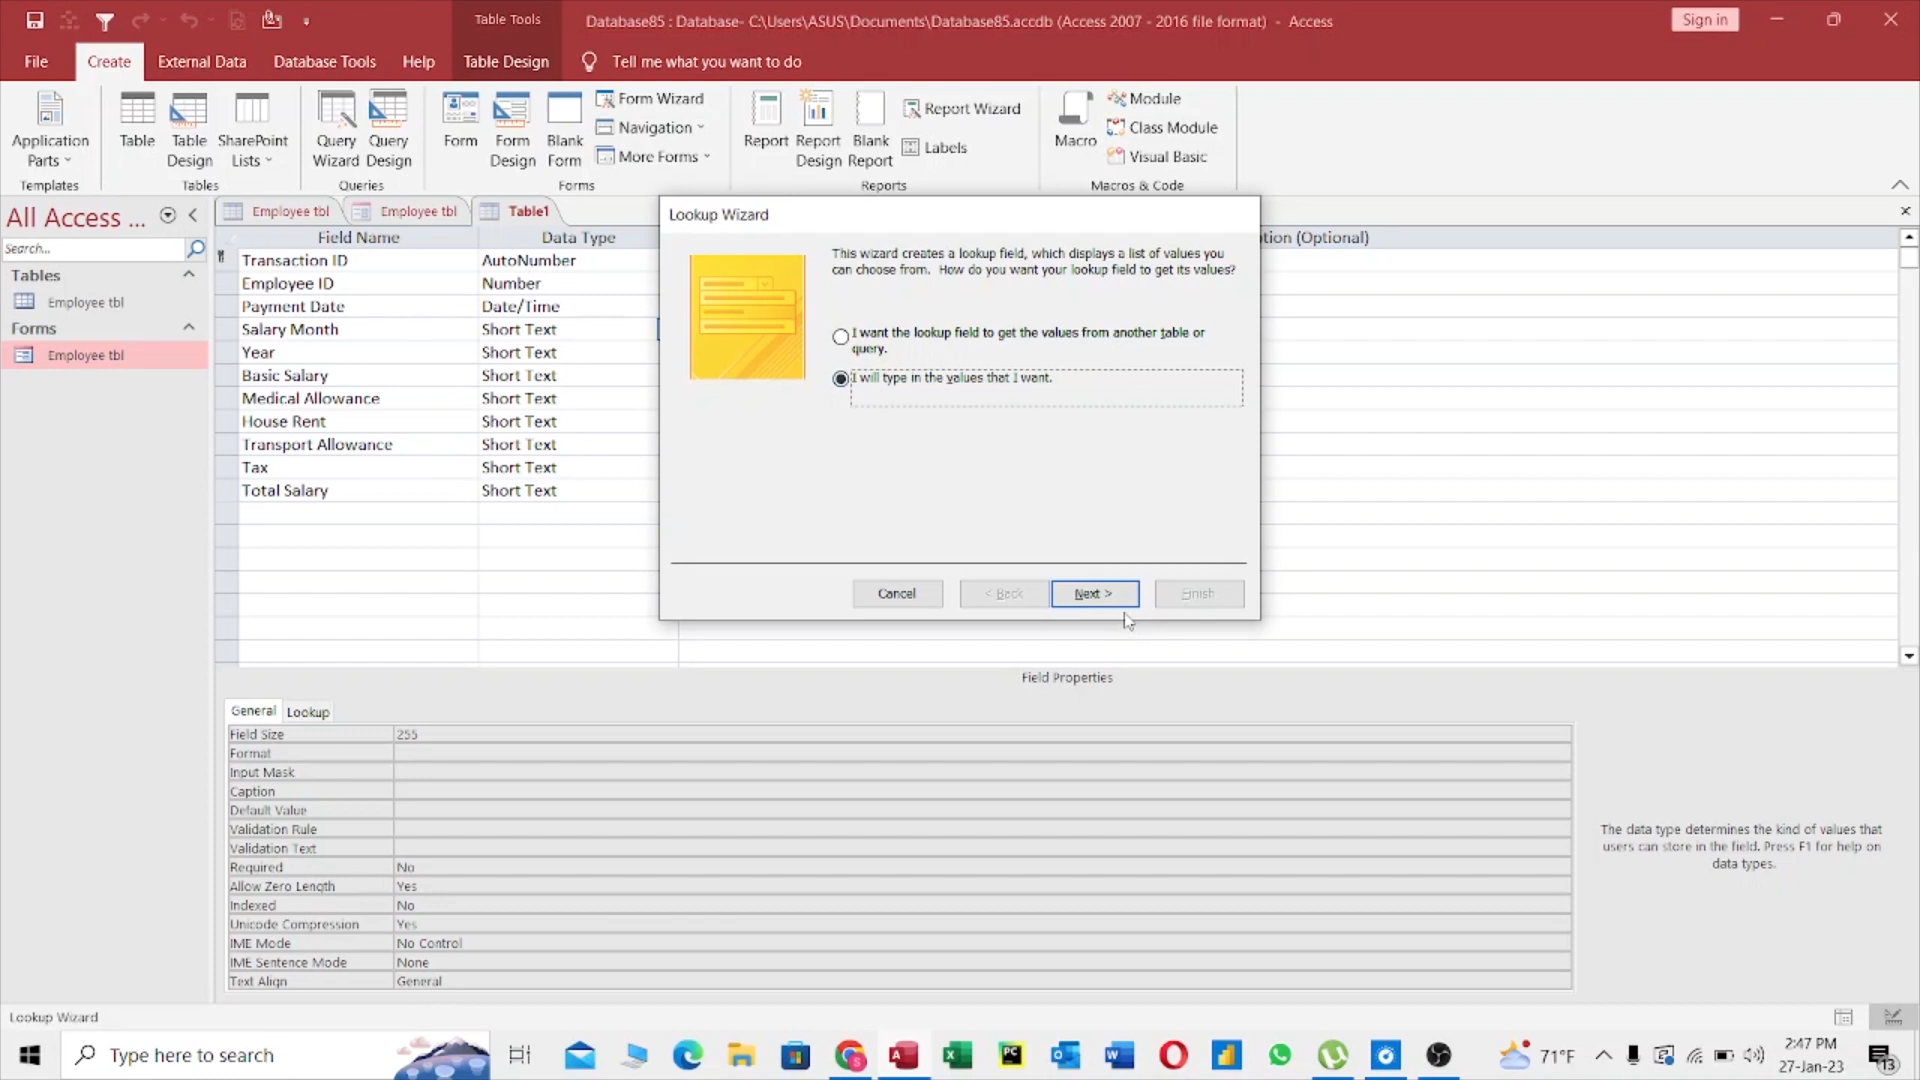 Table Tools
Database85 : Database- C:\Users\ASUS\Documents\Database85.accdb (Access 2007 - 2016 file format) - Access
Sign in
File
Create
External Data
Database Tools
Help
Table Design
Tell me what you want to do
Application Parts
Table
Table Design
SharePoint Lists
Query Wizard
Query Design
Form
Form Design
Blank Form
Form Wizard
Navigation
More Forms
Report
Report Design
Blank Report
Report Wizard
Labels
Macro
Module
Class Module
Visual Basic
Templates
Tables
Queries
Forms
Reports
Macros & Code
All Access ...
Search...
Tables
Employee tbl
Forms
Employee tbl
Employee tbl
Employee tbl
Table1
Field Name
Data Type
tion (Optional)
Transaction ID
AutoNumber
Employee ID
Number
Payment Date
Date/Time
Salary Month
Short Text
Year
Short Text
Basic Salary
Short Text
Medical Allowance
Short Text
House Rent
Short Text
Transport Allowance
Short Text
Tax
Short Text
Total Salary
Short Text
Lookup Wizard
This wizard creates a lookup field, which displays a list of values you
can choose from. How do you want your lookup field to get its values?
I want the lookup field to get the values from another table or
query.
I will type in the values that I want.
Cancel
< Back
Next >
Finish
Field Properties
General
Lookup
Field Size
255
Format
Input Mask
Caption
Default Value
Validation Rule
Validation Text
Required
No
Allow Zero Length
Yes
Indexed
No
Unicode Compression
Yes
IME Mode
No Control
IME Sentence Mode
None
Text Align
General
The data type determines the kind of values that
users can store in the field. Press F1 for help on
data types.
Lookup Wizard
Type here to search
PC
71°F
2:47 PM
27-Jan-23
13